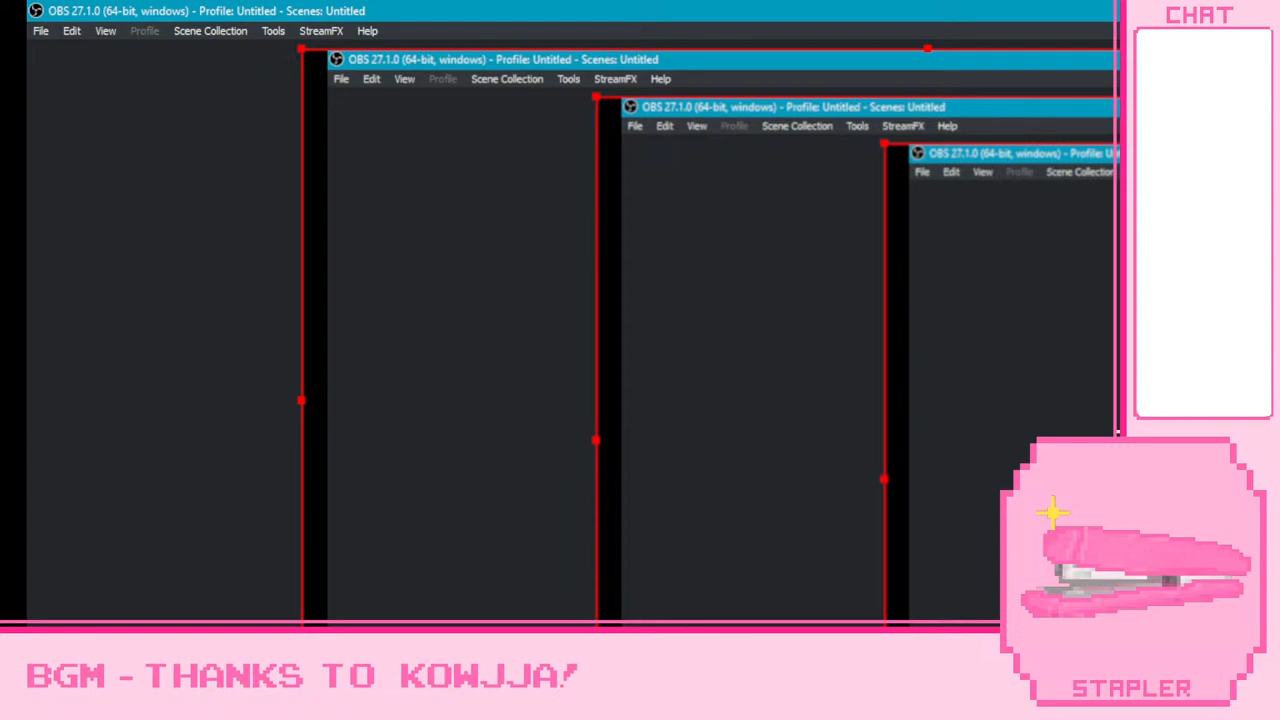 OBS 27.1.0 (64-bit, windows) - Profile: Untitled - Scenes: Untitled
File Edit View Profile Scene Collection Tools StreamFX Help
OBS 27.1.0 (64-bit, windows) - Profile: Untitled - Scenes: Untitled
File Edit View Profile Scene Collection Tools StreamFX Help
OBS 27.1.0 (64-bit, windows) - Profile: Untitled - Scenes: Untitled
File Edit View Profile Scene Collection Tools StreamFX Help
OBS 27.1.0 (64-bit, windows) - Profile:
File Edit View Profile Scene Collection
CHAT
STAPLER
BGM - THANKS TO KOWJJA!